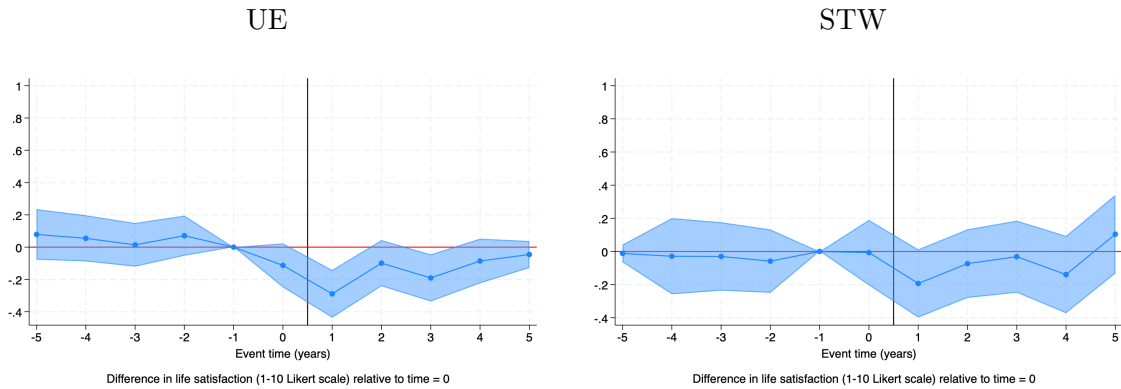 UE
1
.8
.6
.4
.2
0
-.2
-.4
-5 -4 -3 -2 -1 0 1 2 3 4 5
Event time (years)
Difference in life satisfaction (1-10 Likert scale) relative to time = 0
STW
1
.8
.6
.4
.2
0
-.2
-.4
-5 -4 -3 -2 -1 0 1 2 3 4 5
Event time (years)
Difference in life satisfaction (1-10 Likert scale) relative to time = 0